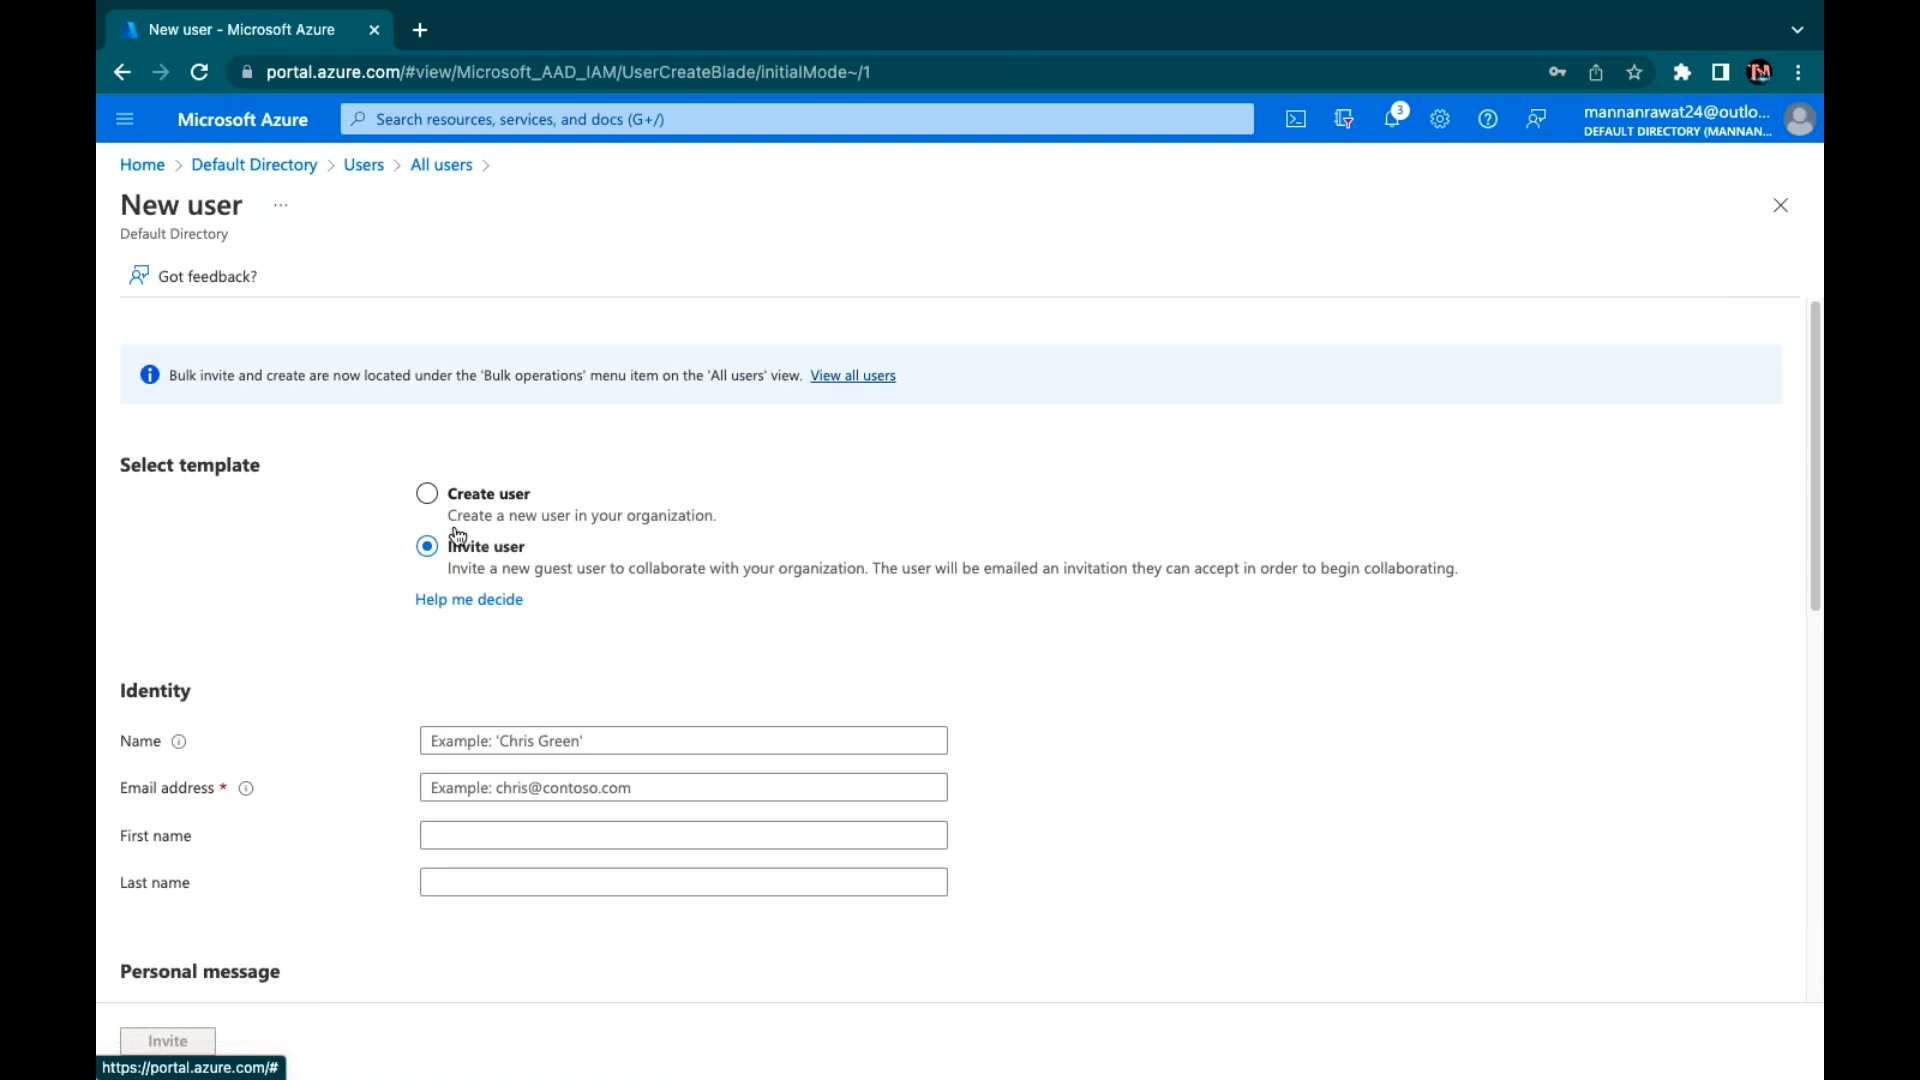 New user - Microsoft Azure
portal.azure.com/#view/Microsoft_AAD_IAM/UserCreateBlade/initialMode~/1
Microsoft Azure
Search resources, services, and docs (G+/)
3
mannanrawat24@outlo...
DEFAULT DIRECTORY (MANNAN...
Home > Default Directory > Users > All users >
New user ...
Default Directory
Got feedback?
Bulk invite and create are now located under the 'Bulk operations' menu item on the 'All users' view. View all users
Select template
Create user
Create a new user in your organization.
Invite user
Invite a new guest user to collaborate with your organization. The user will be emailed an invitation they can accept in order to begin collaborating.
Help me decide
Identity
Name
Example: 'Chris Green'
Email address *
Example: chris@contoso.com
First name
Last name
Personal message
Invite
https://portal.azure.com/#